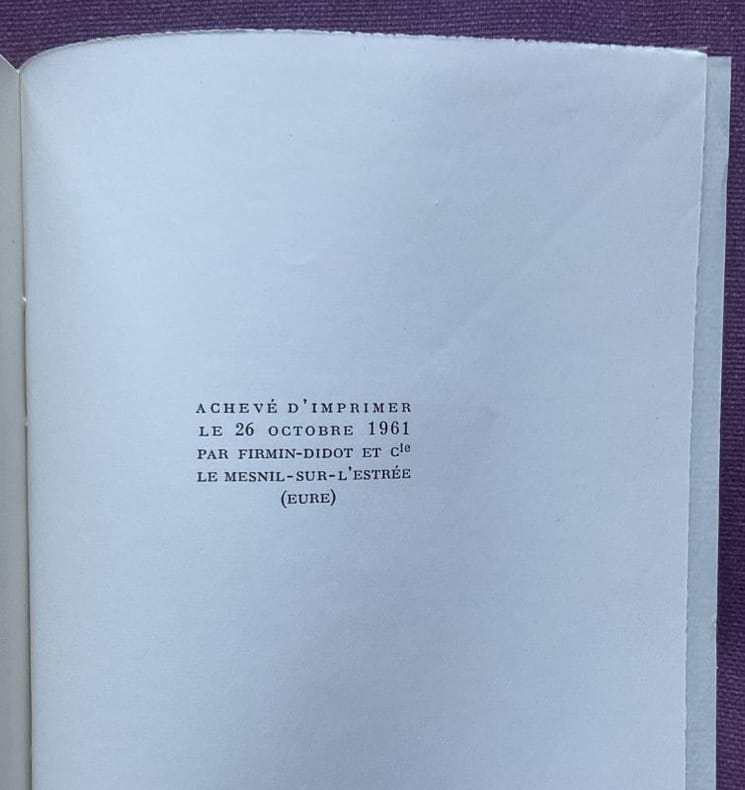 ACHEVÉ D'IMPRIMER
LE 26 OCTOBRE 1961
PAR FIRMIN-DIDOT ET Cie
LE MESNIL-SUR-L'ESTRÉE
(EURE)